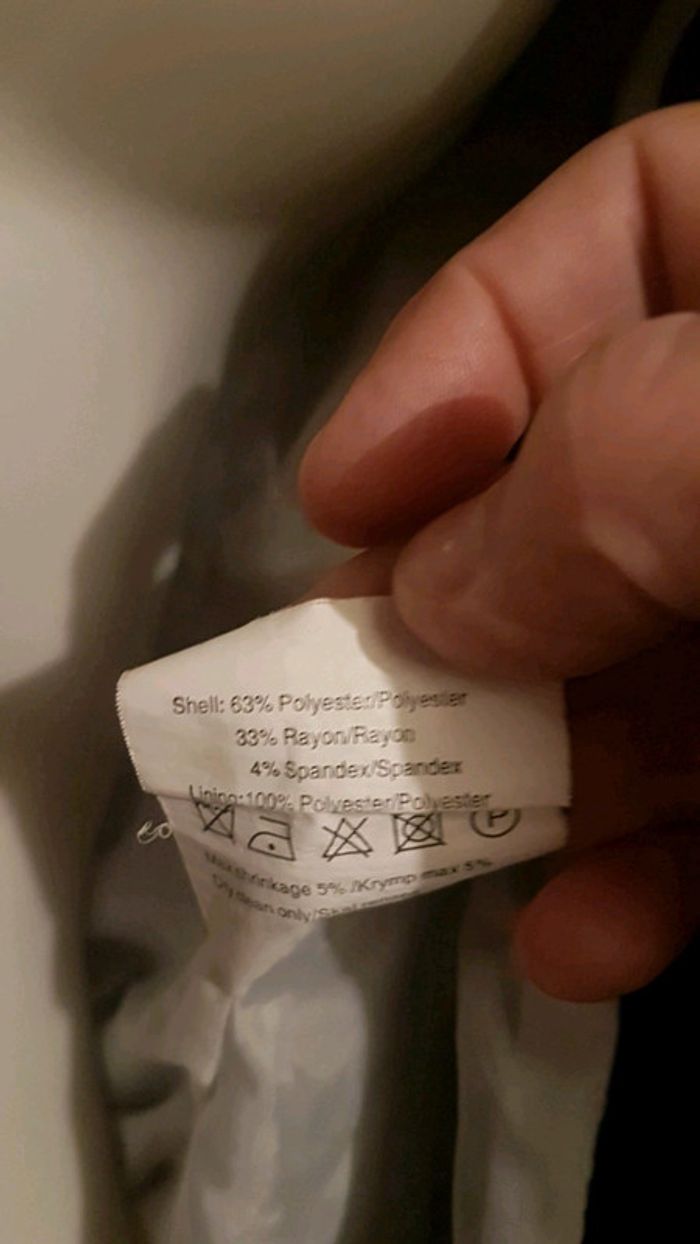 Shell: 63% Polyester/Polyester
33% Rayon/Rayon
4% Spandex/Spandex
Lining:100% Polyester/Polyester
P
Max shrinkage 5% /Krymp max 5%
Dry clean only/Skal